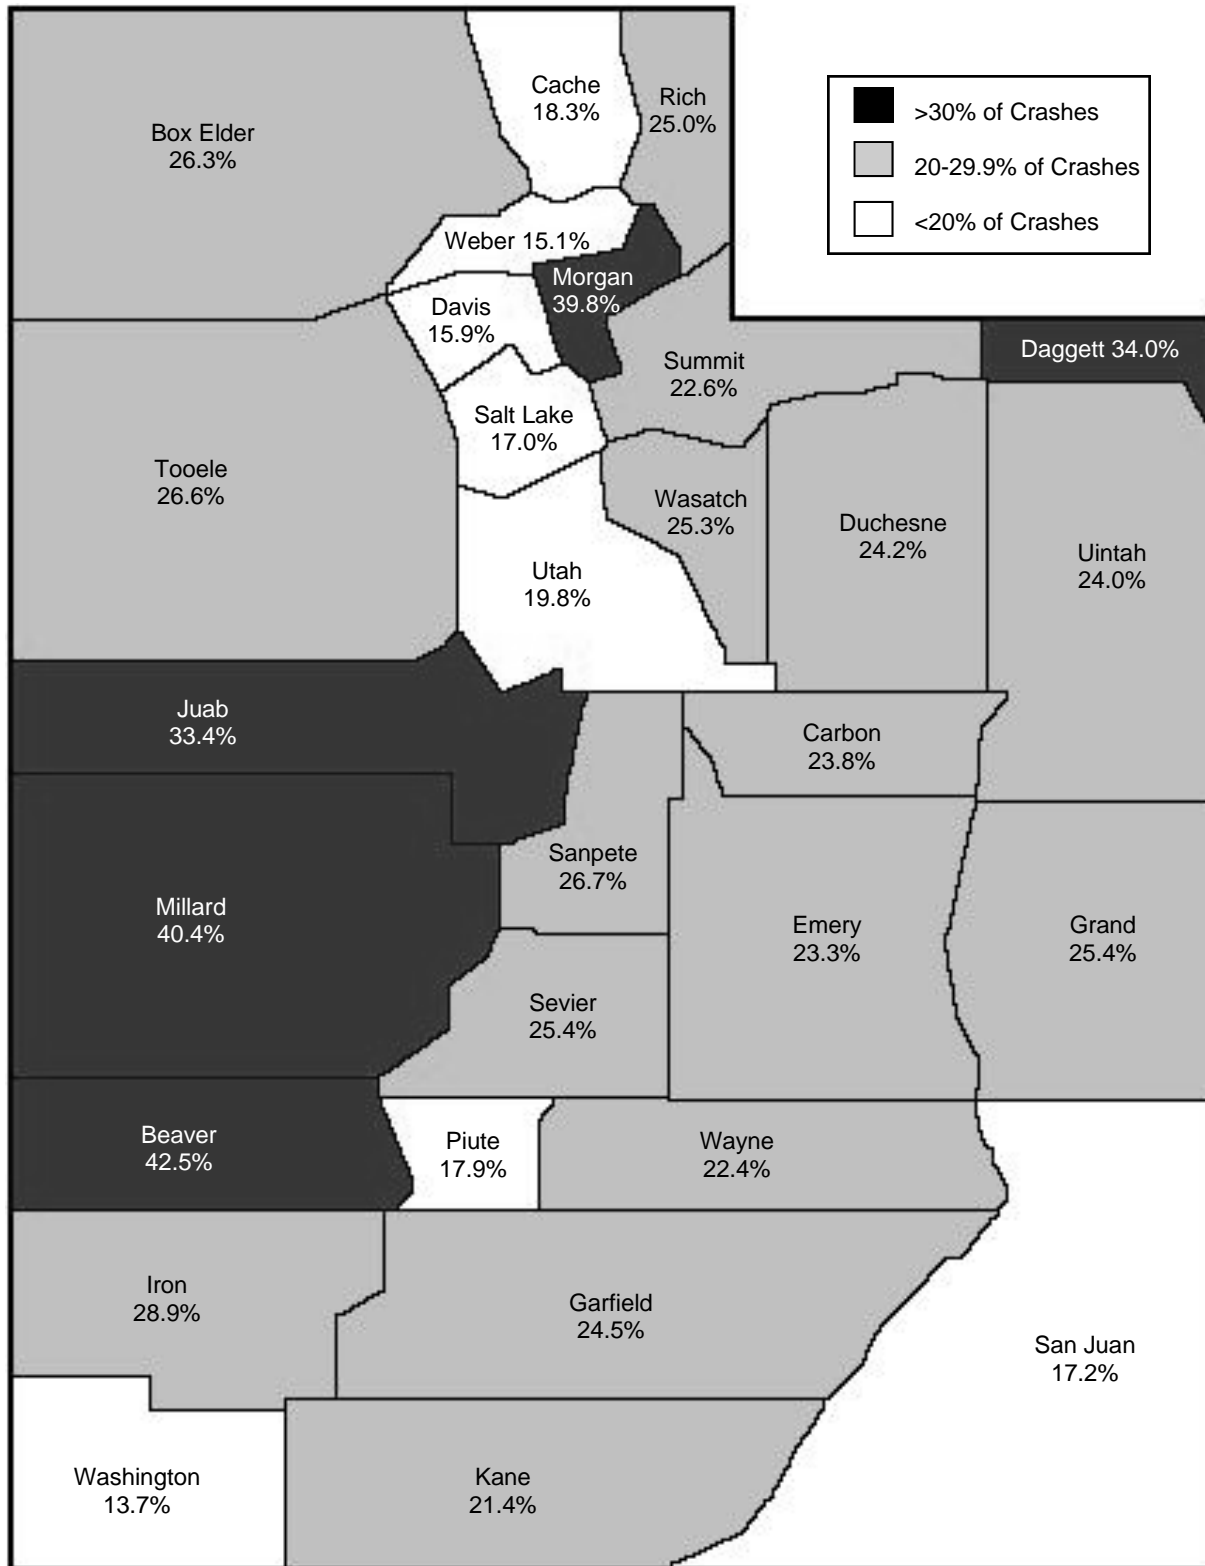 Cache
18.3%
Rich
25.0%
>30% of Crashes
20-29.9% of Crashes
<20% of Crashes
Box Elder
26.3%
Weber 15.1%
Morgan
39.8%
Davis
15.9%
Summit
22.6%
Daggett 34.0%
Salt Lake
17.0%
Tooele
26.6%
Wasatch
25.3%
Duchesne
24.2%
Uintah
24.0%
Utah
19.8%
Juab
33.4%
Carbon
23.8%
Sanpete
26.7%
Millard
40.4%
Emery
23.3%
Grand
25.4%
Sevier
25.4%
Beaver
42.5%
Piute
17.9%
Wayne
22.4%
Iron
28.9%
Garfield
24.5%
San Juan
17.2%
Washington
13.7%
Kane
21.4%